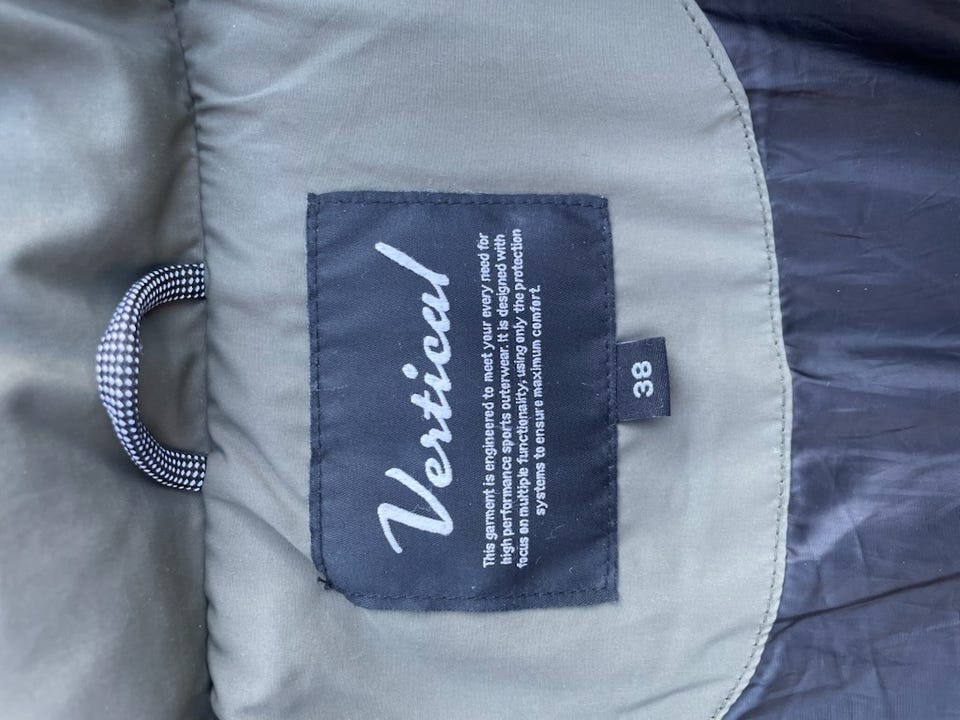 Vertical
This garment is engineered to meet your every need for
high performance sports outerwear. It is designed with
focus on multiple functionality, using only the protection
systems to ensure maximum comfort.
38